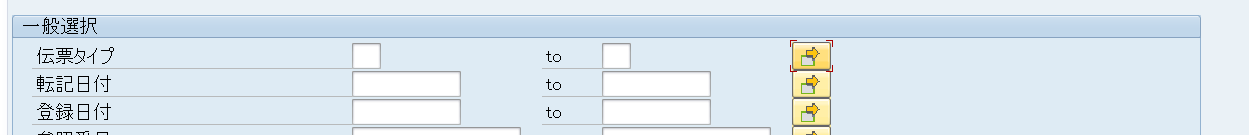 一般選択
伝票タイプ to
転記日付 to
登録日付 to